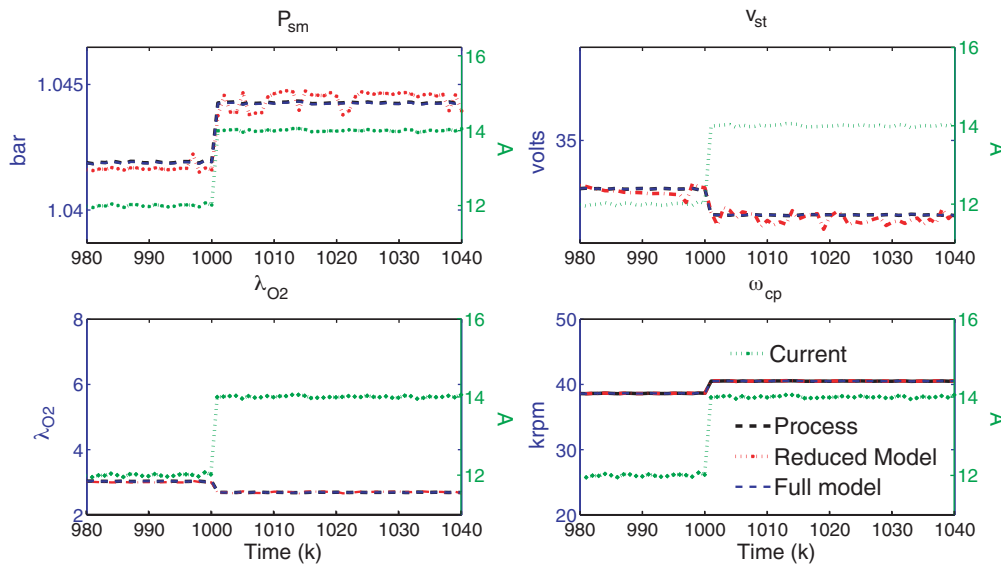 P_sm
bar
1.045
1.04
16
14
12
A
980 990 1000 1010 1020 1030 1040
v_st
volts
35
16
14
12
A
980 990 1000 1010 1020 1030 1040
λ_O2
λ_O2
8
6
4
2
16
14
12
A
980 990 1000 1010 1020 1030 1040
Time (k)
ω_cp
krpm
50
40
30
20
16
14
12
A
Current
Process
Reduced Model
Full model
980 990 1000 1010 1020 1030 1040
Time (k)